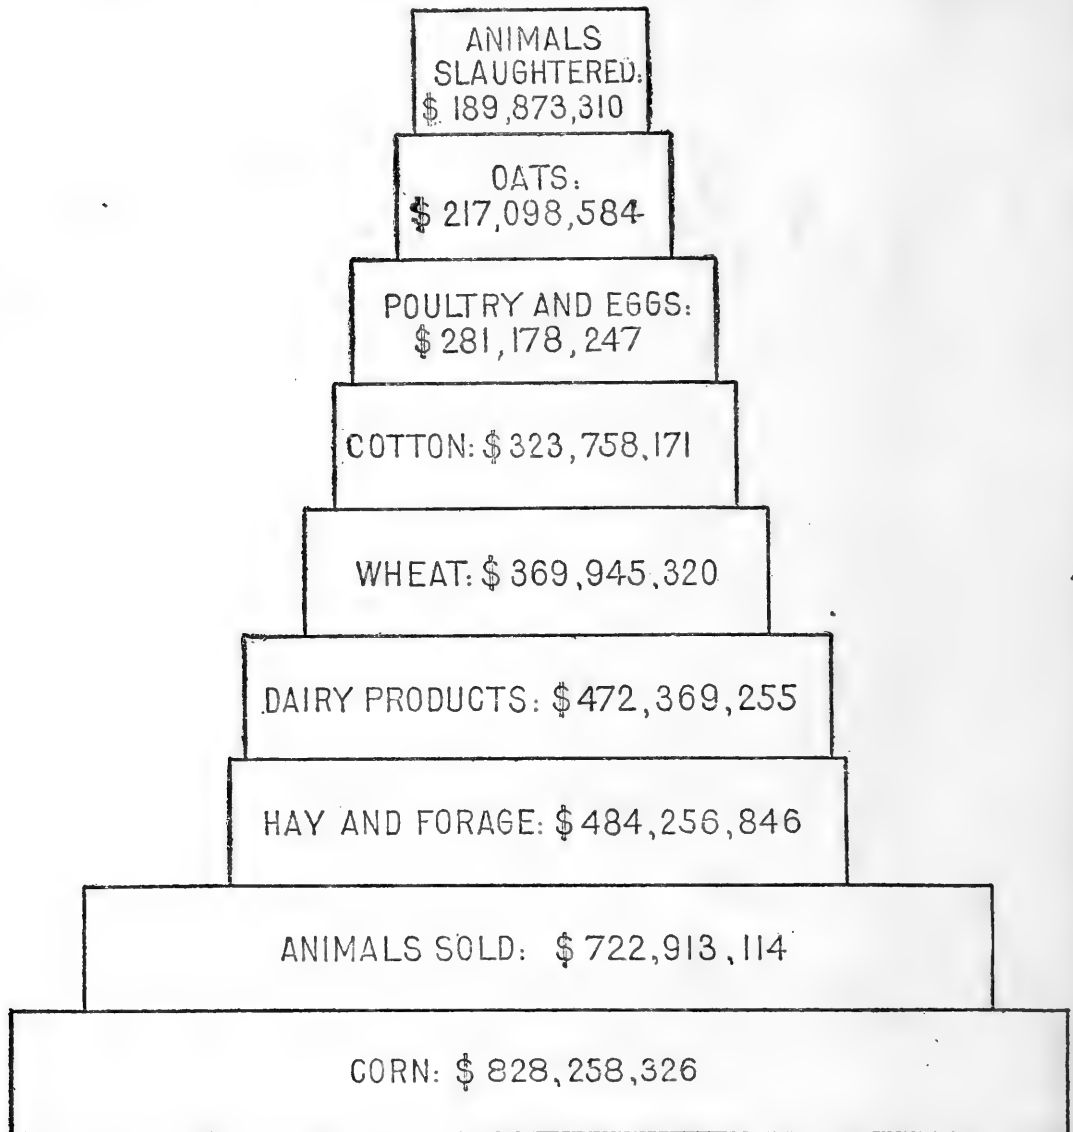 ANIMALS
SLAUGHTERED:
$ 189,873,310
OATS:
$ 217,098,584
POULTRY AND EGGS:
$ 281,178,247
COTTON: $ 323,758,171
WHEAT: $ 369,945,320
DAIRY PRODUCTS: $ 472,369,255
HAY AND FORAGE: $ 484,256,846
ANIMALS SOLD: $ 722,913,114
CORN: $ 828,258,326